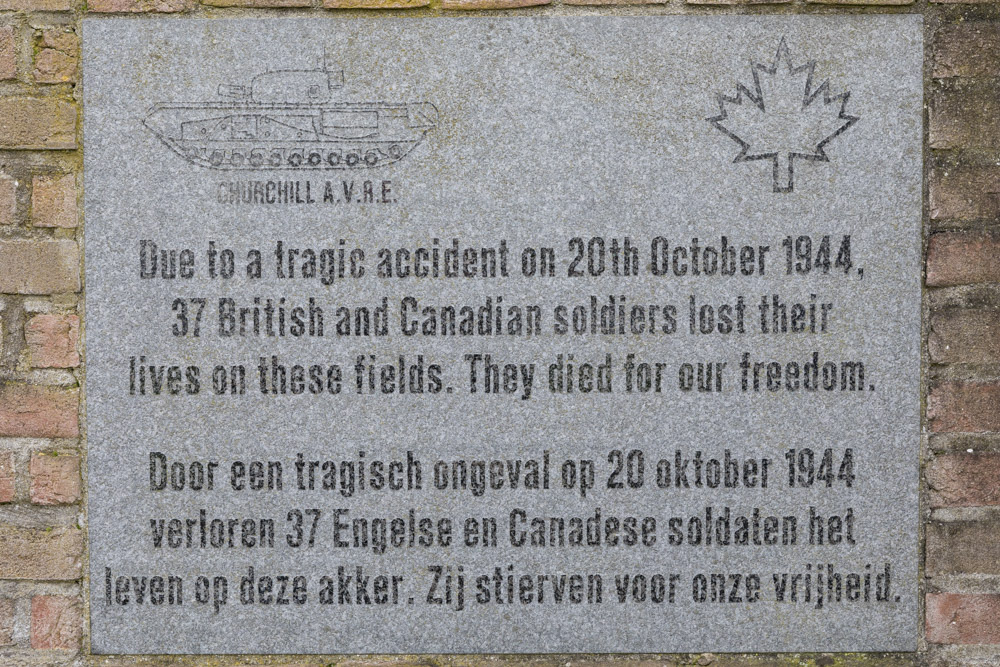 CHURCHILL A.V.R.E.
Due to a tragic accident on 20th October 1944,
37 British and Canadian soldiers lost their
lives on these fields. They died for our freedom.
Door een tragisch ongeval op 20 oktober 1944
verloren 37 Engelse en Canadese soldaten het
leven op deze akker. Zij stierven voor onze vrijheid.